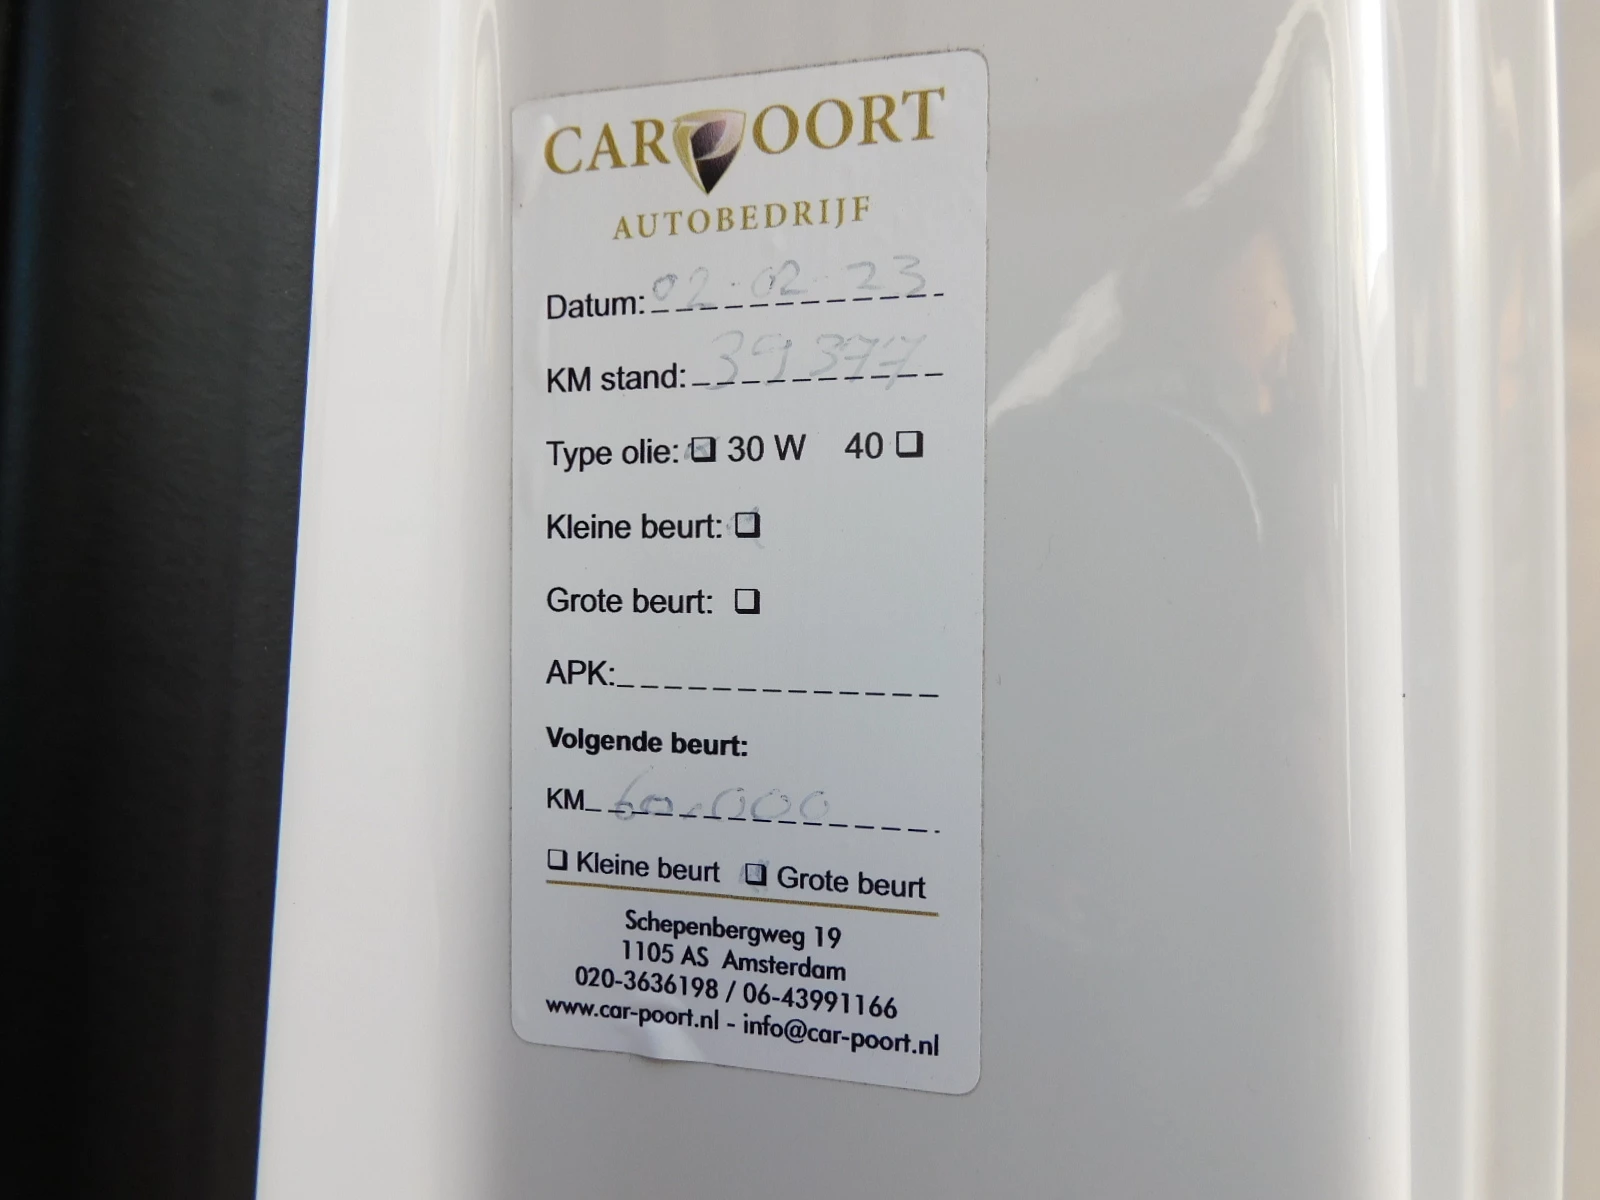 CARPOORT
AUTOBEDRIJF
Datum: 02-02-23
KM stand: 39377
Type olie: 30 W 40
Kleine beurt:
Grote beurt:
APK:
Volgende beurt:
KM 60.000
Kleine beurt Grote beurt
Schepenbergweg 19
1105 AS Amsterdam
020-3636198 / 06-43991166
www.car-poort.nl - info@car-poort.nl